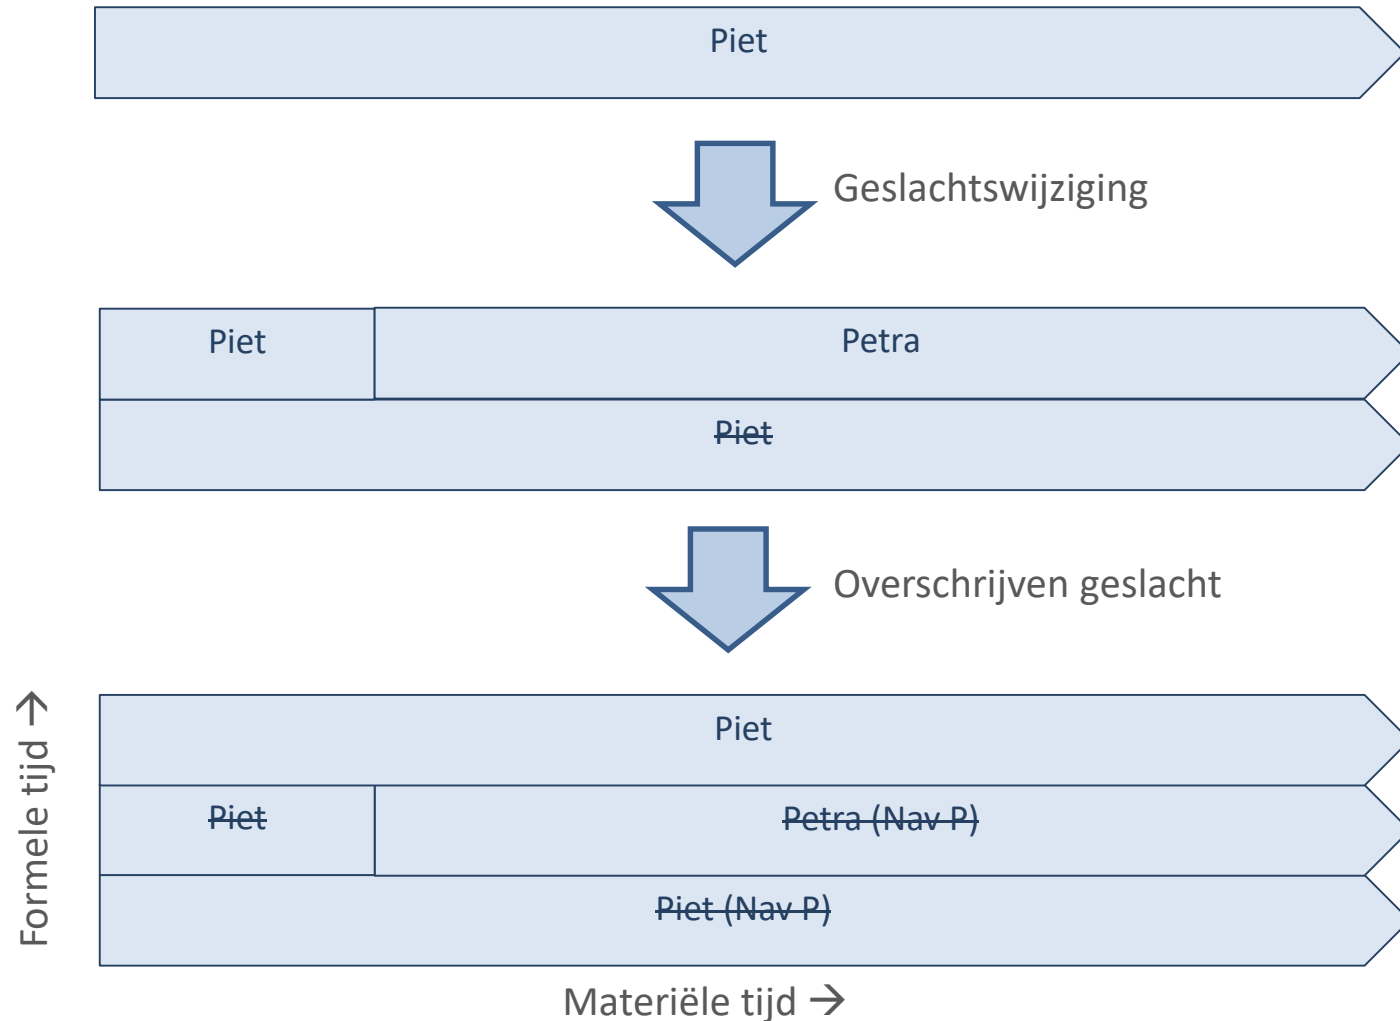 Piet
Geslachtswijziging
Piet
Petra
Piet
Overschrijven geslacht
Piet
Piet
Petra (Nav P)
Piet (Nav P)
Formele tijd →
Materiële tijd →